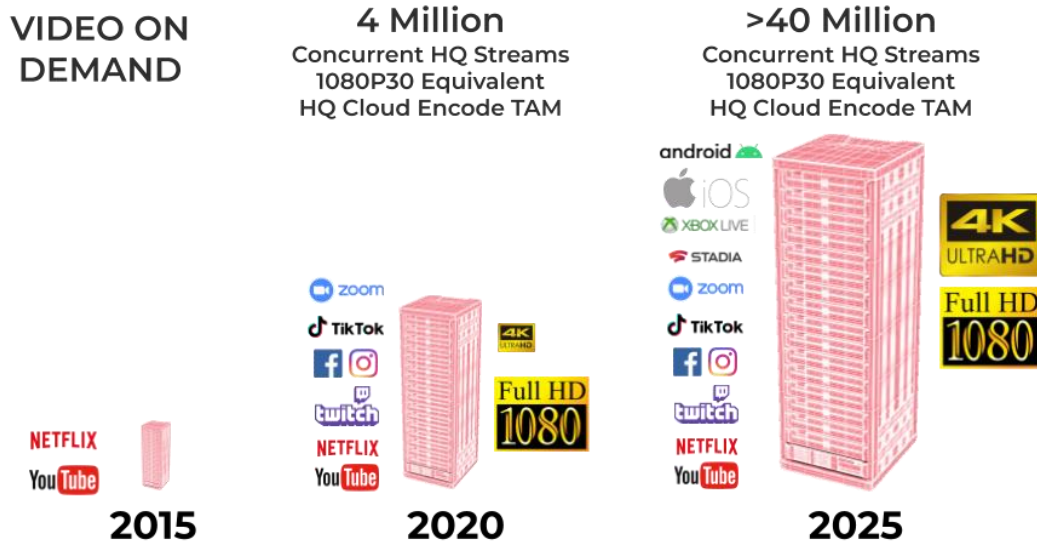 VIDEO ON
DEMAND
NETFLIX
YouTube
2015
4 Million
Concurrent HQ Streams
1080P30 Equivalent
HQ Cloud Encode TAM
zoom
TikTok
twitch
NETFLIX
YouTube
4K
ULTRAHD
Full HD
1080
2020
>40 Million
Concurrent HQ Streams
1080P30 Equivalent
HQ Cloud Encode TAM
android
iOS
XBOX LIVE
STADIA
zoom
TikTok
twitch
NETFLIX
YouTube
4K
ULTRAHD
Full HD
1080
2025